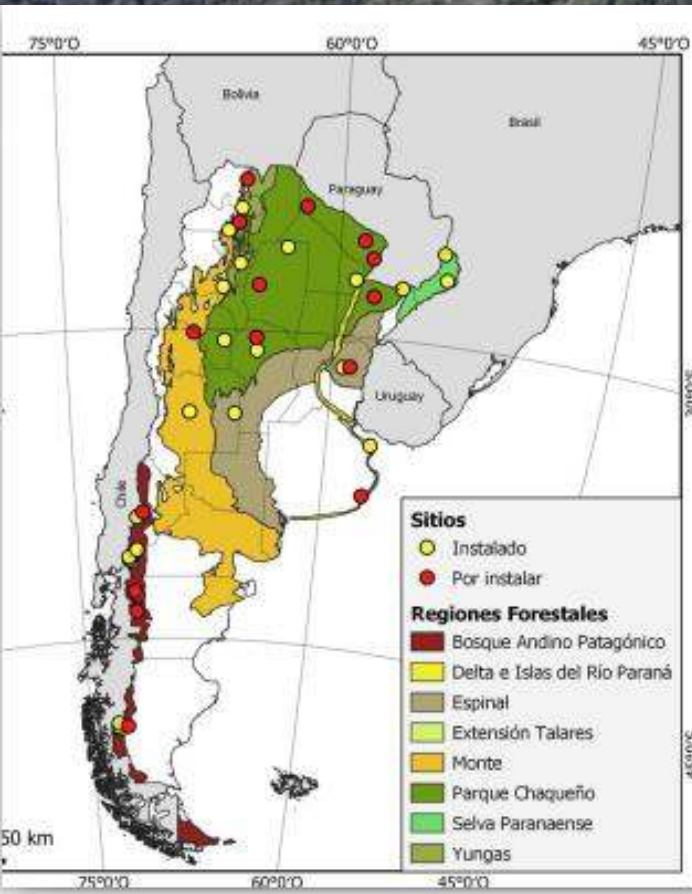 75°0'O 60°0'O 45°0'O
Bolivia
Brasil
Paraguay
Uruguay
Chile
Sitios
Instalado
Por instalar
Regiones Forestales
Bosque Andino Patagónico
Delta e Islas del Río Paraná
Espinal
Extensión Talares
Monte
Parque Chaqueño
Selva Paranaense
Yungas
50 km
75°0'O 60°0'O 45°0'O